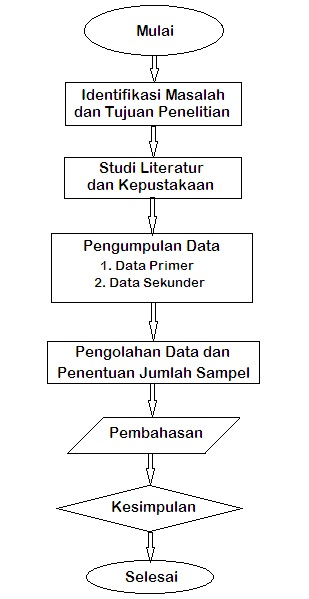 Mulai
Identifikasi Masalah
dan Tujuan Penelitian
Studi Literatur
dan Kepustakaan
Pengumpulan Data
1. Data Primer
2. Data Sekunder
Pengolahan Data dan
Penentuan Jumlah Sampel
Pembahasan
Kesimpulan
Selesai